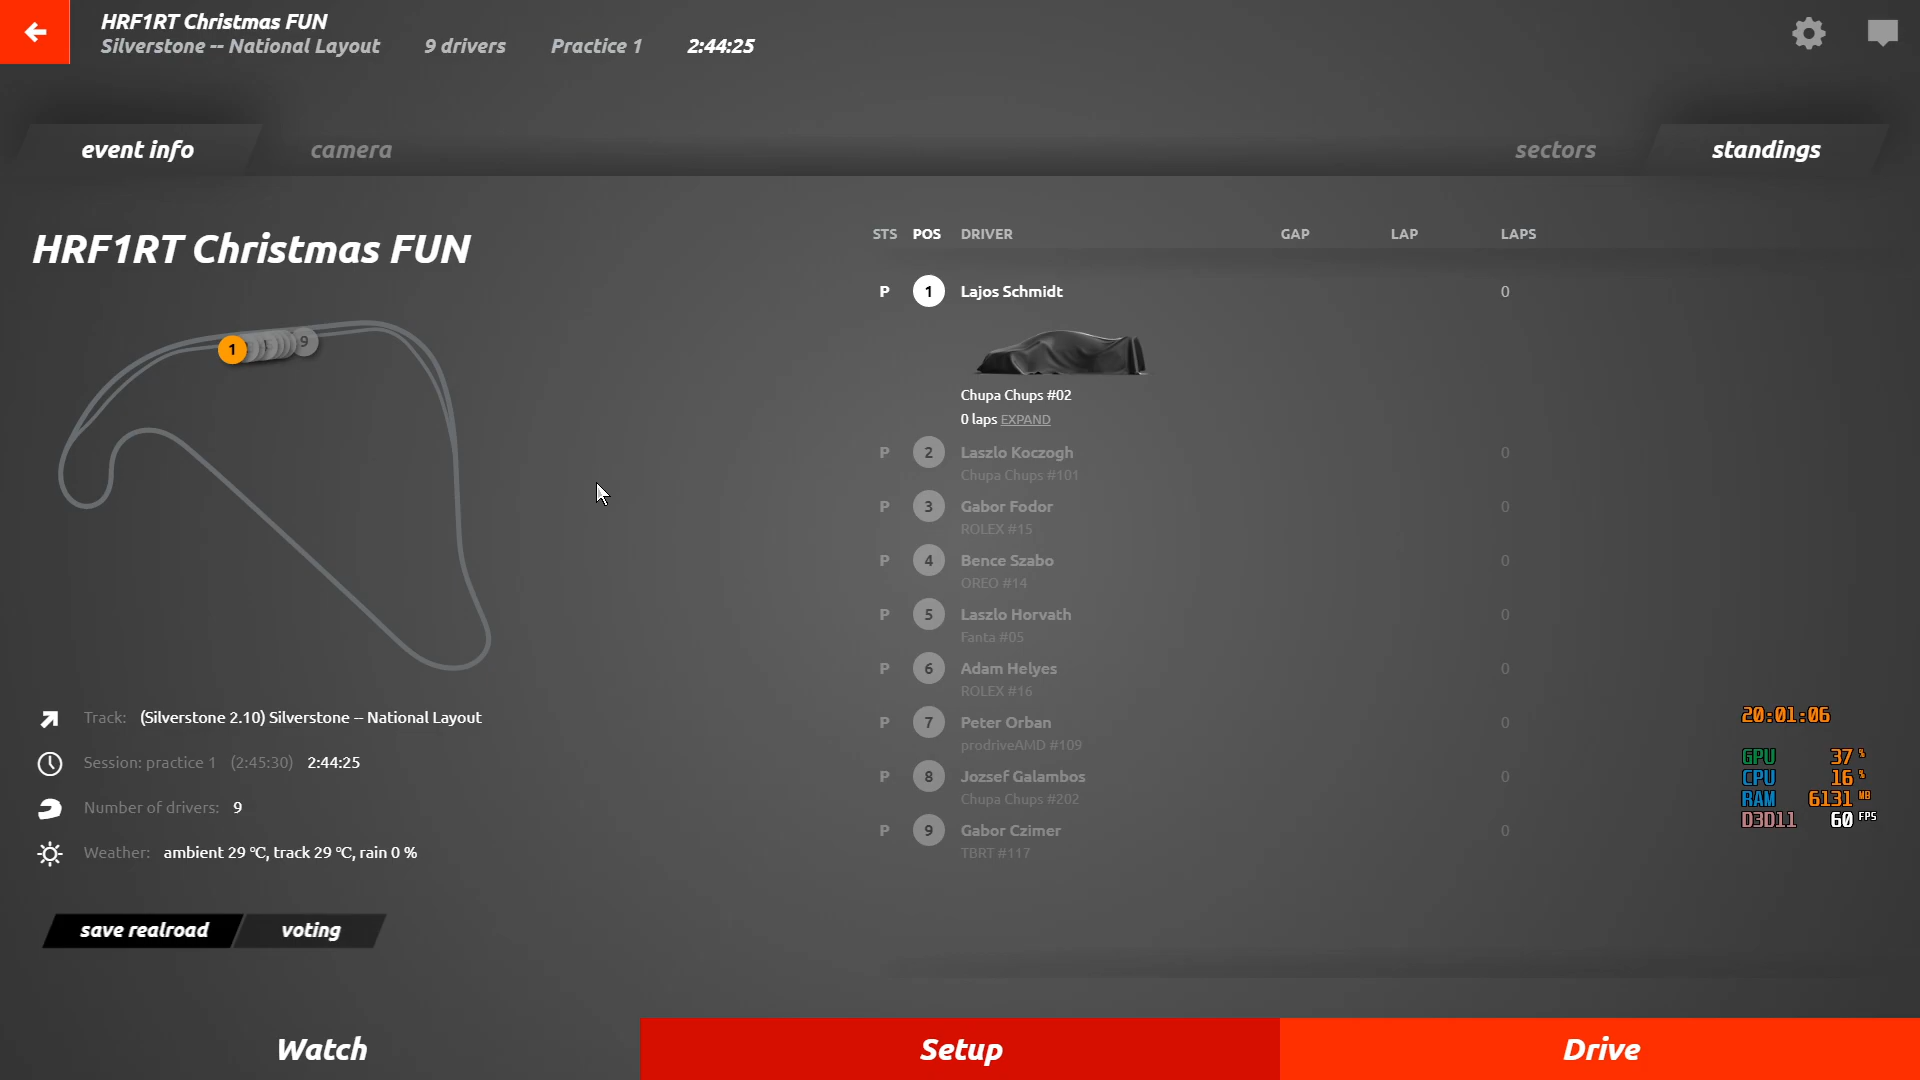 HRF1RT Christmas FUN
Silverstone -- National Layout 9 drivers Practice 1 2:44:25
event info camera sectors standings
HRF1RT Christmas FUN
STS POS DRIVER GAP LAP LAPS
P 1 Lajos Schmidt 0
1 9
Chupa Chups #02
0 laps EXPAND
P 2 Laszlo Koczogh 0
Chupa Chups #101
P 3 Gabor Fodor 0
ROLEX #15
P 4 Bence Szabo 0
OREO #14
P 5 Laszlo Horvath 0
Fanta #05
P 6 Adam Helyes 0
ROLEX #16
P 7 Peter Orban 0
prodriveAMD #109
P 8 Jozsef Galambos 0
Chupa Chups #202
P 9 Gabor Czimer 0
TBRT #117
Track: (Silverstone 2.10) Silverstone -- National Layout
Session: practice 1 (2:45:30) 2:44:25
Number of drivers: 9
Weather: ambient 29 °C, track 29 °C, rain 0 %
save realroad voting
20:01:06
GPU 37 %
CPU 16 %
RAM 6131 MB
D3D11 60 FPS
Watch Setup Drive